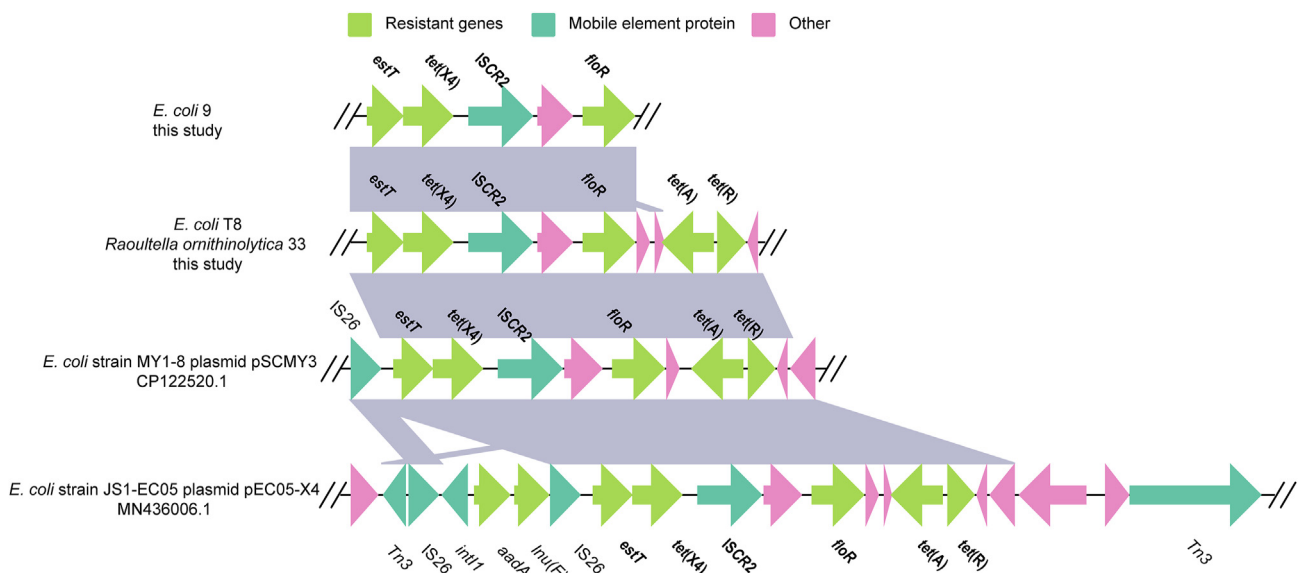 Resistant genes Mobile element protein Other
estT tet(X4) ISCR2 floR
E. coli 9
this study
estT tet(X4) ISCR2 floR tet(A) tet(R)
E. coli T8
Raoultella ornithinolytica 33
this study
IS26 estT tet(X4) ISCR2 floR tet(A) tet(R)
E. coli strain MY1-8 plasmid pSCMY3
CP122520.1
E. coli strain JS1-EC05 plasmid pEC05-X4
MN436006.1
Tn3 IS26 intI1 aadA lnu(F) IS26 estT tet(X4) ISCR2 floR tet(A) tet(R) Tn3